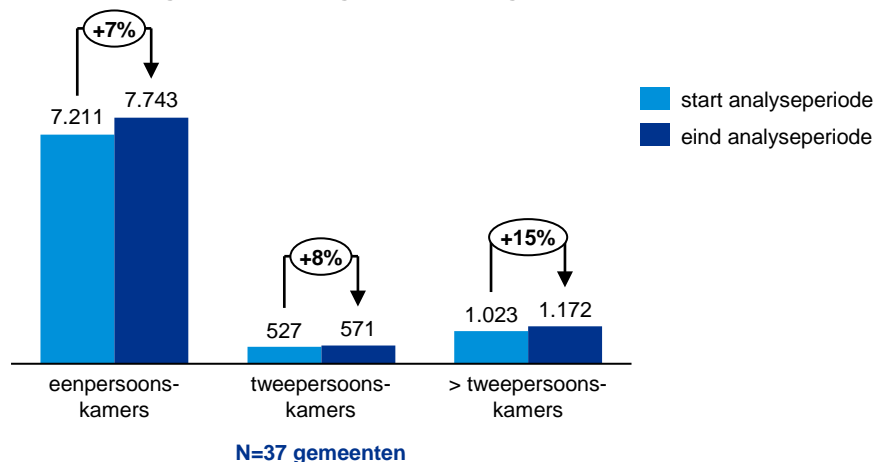 +7%
7.211
7.743
start analyseperiode
eind analyseperiode
+8%
+15%
527
571
1.023
1.172
eenpersoons-
kamers
tweepersoons-
kamers
> tweepersoons-
kamers
N=37 gemeenten